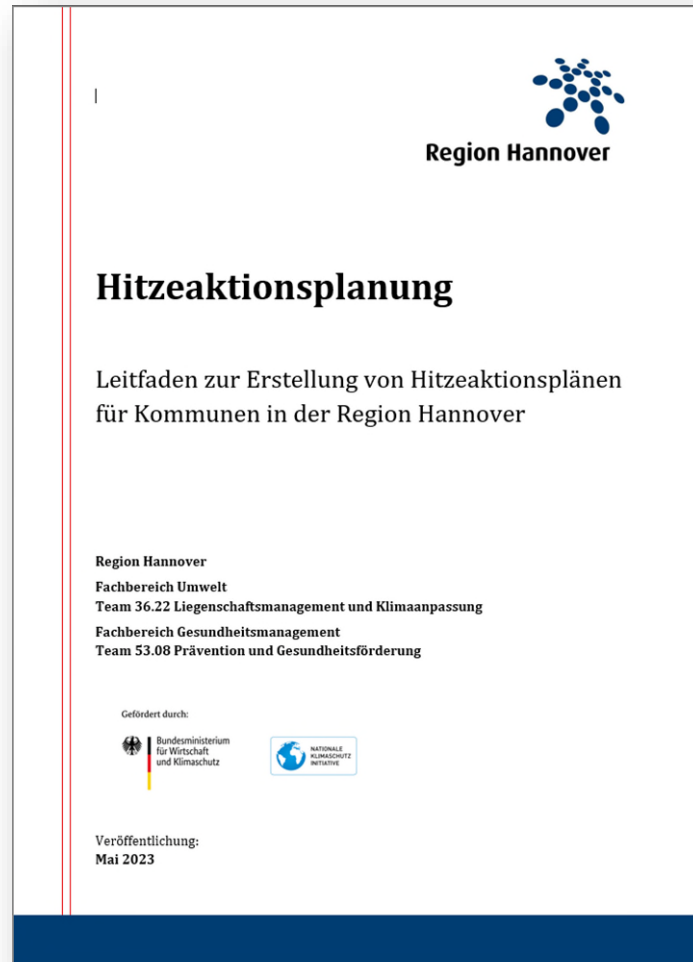 Region Hannover
Hitzeaktionsplanung
Leitfaden zur Erstellung von Hitzeaktionsplänen
für Kommunen in der Region Hannover
Region Hannover
Fachbereich Umwelt
Team 36.22 Liegenschaftsmanagement und Klimaanpassung
Fachbereich Gesundheitsmanagement
Team 53.08 Prävention und Gesundheitsförderung
Gefördert durch:
Bundesministerium
für Wirtschaft
und Klimaschutz
NATIONALE
KLIMASCHUTZ
INITIATIVE
Veröffentlichung:
Mai 2023